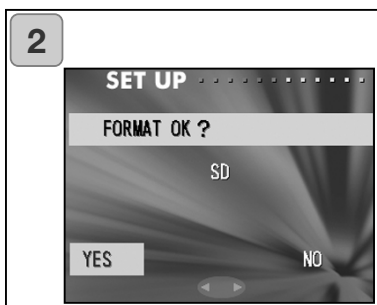 2
SET UP
FORMAT OK ?
SD
YES NO